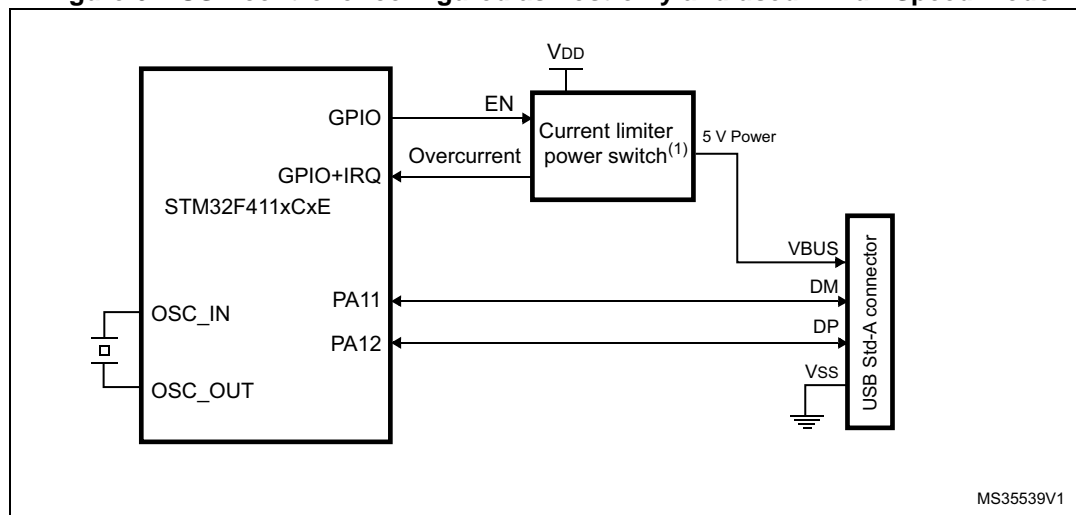 VDD
GPIO
EN
Current limiter
power switch(1)
5 V Power
Overcurrent
GPIO+IRQ
STM32F411xCxE
VBUS
DM
PA11
OSC_IN
DP
PA12
VSS
OSC_OUT
USB Std-A connector
MS35539V1